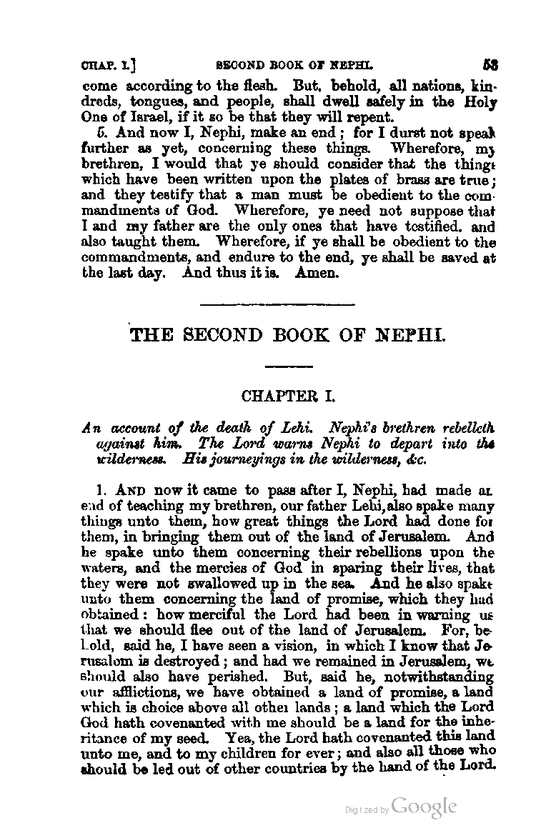 CHAP. I.] SECOND BOOK OF NEPHI. 53
come according to the flesh. But, behold, all nations, kin-
dreds, tongues, and people, shall dwell safely in the Holy
One of Israel, if it so be that they will repent.
5. And now I, Nephi, make an end; for I durst not speak
further as yet, concerning these things. Wherefore, my
brethren, I would that ye should consider that the things
which have been written upon the plates of brass are true;
and they testify that a man must be obedient to the com-
mandments of God. Wherefore, ye need not suppose that
I and my father are the only ones that have testified. and
also taught them. Wherefore, if ye shall be obedient to the
commandments, and endure to the end, ye shall be saved at
the last day. And thus it is. Amen.
THE SECOND BOOK OF NEPHI.
CHAPTER I.
An account of the death of Lehi. Nephi's brethren rebelleth
against him. The Lord warns Nephi to depart into the
wilderness. His journeyings in the wilderness, &c.
1. AND now it came to pass after I, Nephi, had made an
end of teaching my brethren, our father Lehi, also spake many
things unto them, how great things the Lord had done for
them, in bringing them out of the land of Jerusalem. And
he spake unto them concerning their rebellions upon the
waters, and the mercies of God in sparing their lives, that
they were not swallowed up in the sea. And he also spake
unto them concerning the land of promise, which they had
obtained: how merciful the Lord had been in warning us
that we should flee out of the land of Jerusalem. For, be-
hold, said he, I have seen a vision, in which I know that Je-
rusalem is destroyed; and had we remained in Jerusalem, we
should also have perished. But, said he, notwithstanding
our afflictions, we have obtained a land of promise, a land
which is choice above all other lands; a land which the Lord
God hath covenanted with me should be a land for the inhe-
ritance of my seed. Yea, the Lord hath covenanted this land
unto me, and to my children for ever; and also all those who
should be led out of other countries by the hand of the Lord.
Digitized by Google